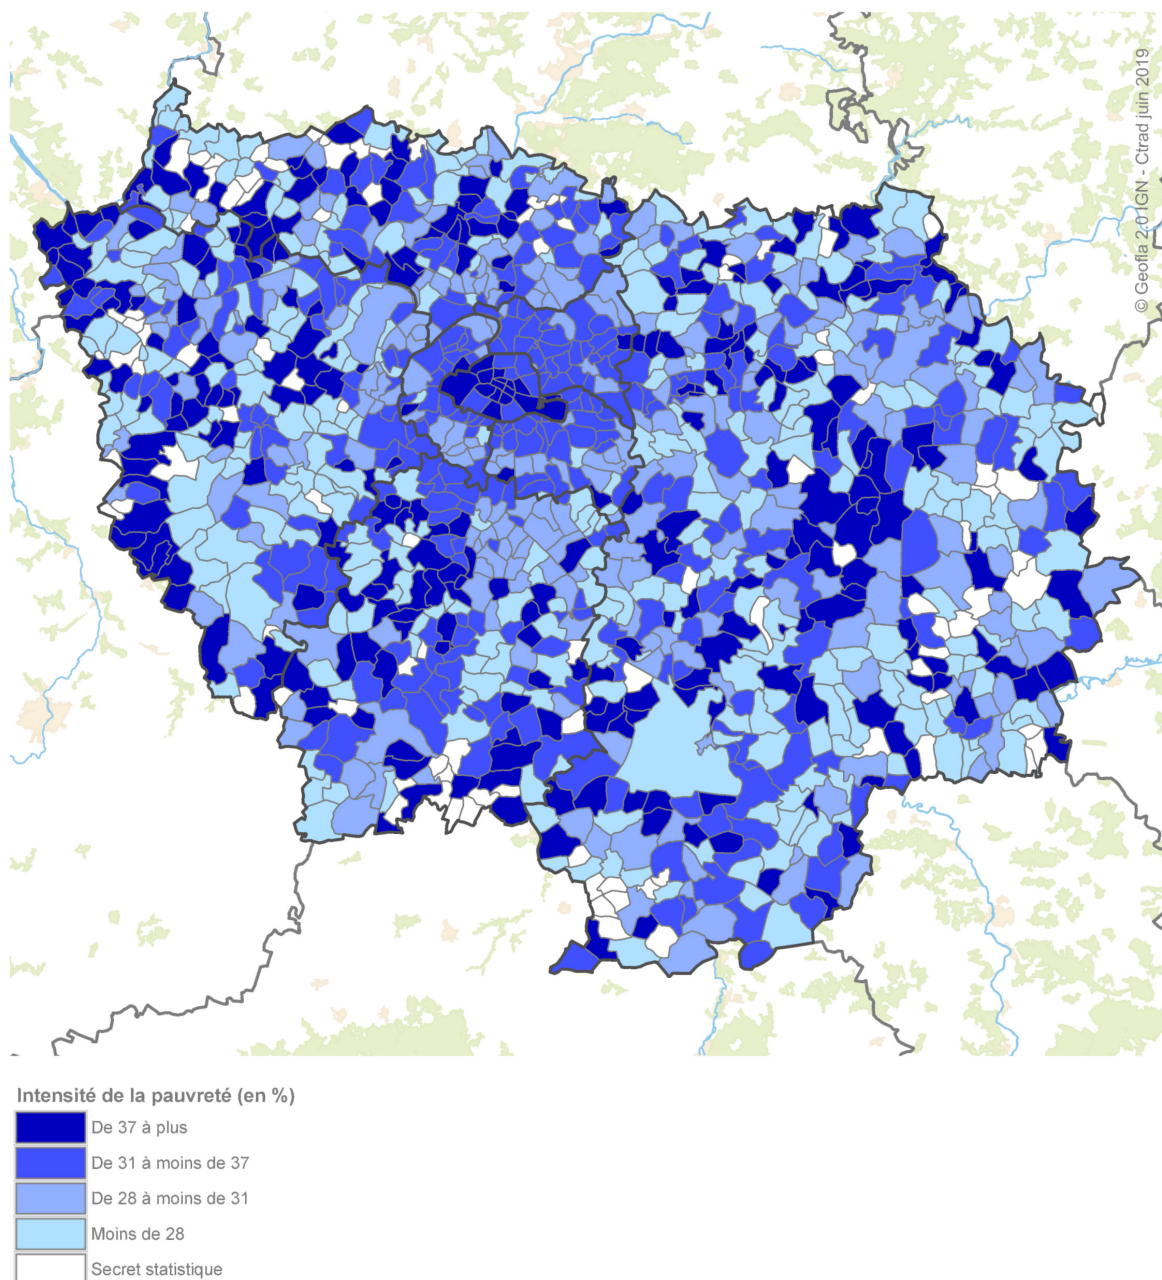 © Geofla 2.0 IGN - Ctrad juin 2019
Intensité de la pauvreté (en %)
De 37 à plus
De 31 à moins de 37
De 28 à moins de 31
Moins de 28
Secret statistique